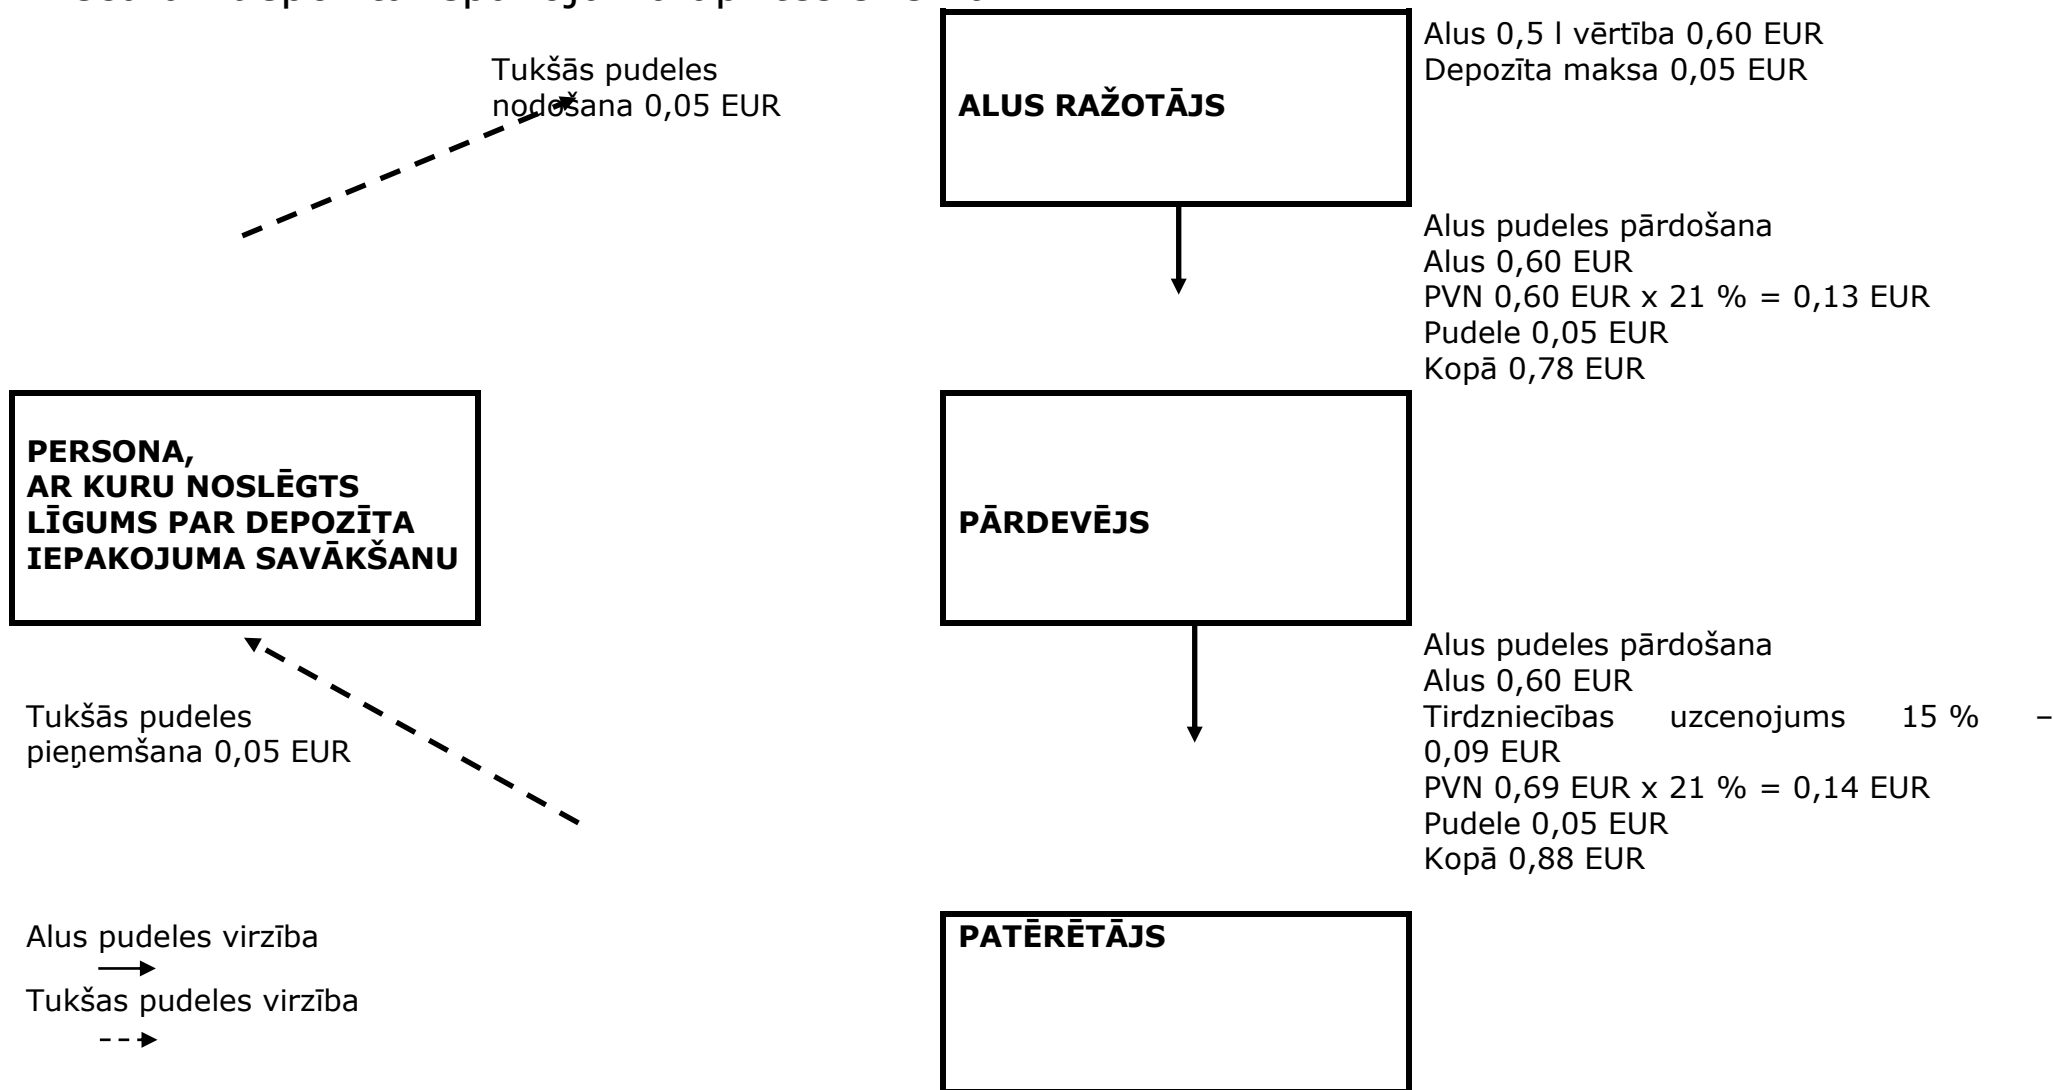 Tukšās pudeles
nodošana 0,05 EUR
ALUS RAŽOTĀJS
Alus 0,5 l vērtība 0,60 EUR
Depozīta maksa 0,05 EUR
Alus pudeles pārdošana
Alus 0,60 EUR
PVN 0,60 EUR x 21 % = 0,13 EUR
Pudele 0,05 EUR
Kopā 0,78 EUR
PERSONA,
AR KURU NOSLĒGTS
LĪGUMS PAR DEPOZĪTA
IEPAKOJUMA SAVĀKŠANU
PĀRDEVĒJS
Tukšās pudeles
pieņemšana 0,05 EUR
Alus pudeles pārdošana
Alus 0,60 EUR
Tirdzniecības uzcenojums 15 % –
0,09 EUR
PVN 0,69 EUR x 21 % = 0,14 EUR
Pudele 0,05 EUR
Kopā 0,88 EUR
Alus pudeles virzība
Tukšas pudeles virzība
PATĒRĒTĀJS